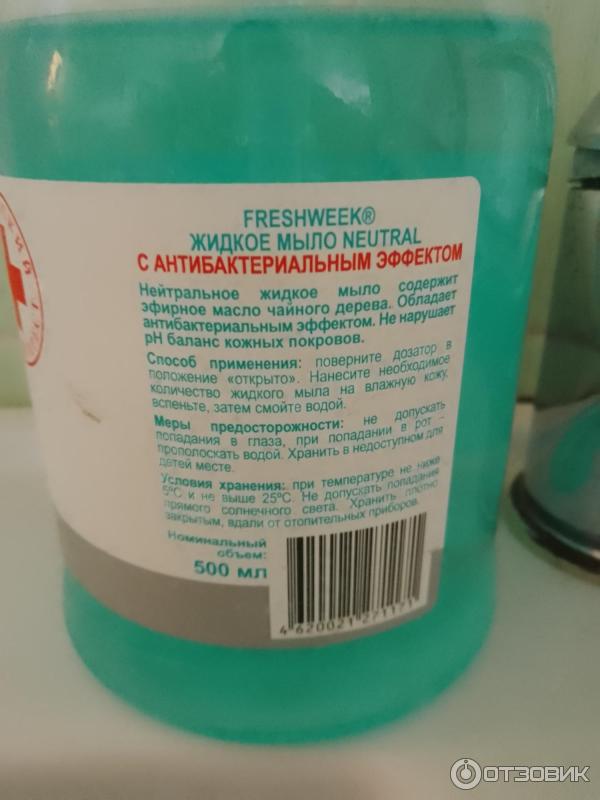 FRESHWEEK®
ЖИДКОЕ МЫЛО NEUTRAL
С АНТИБАКТЕРИАЛЬНЫМ ЭФФЕКТОМ
Нейтральное жидкое мыло содержит
эфирное масло чайного дерева. Обладает
антибактериальным эффектом. Не нарушает
pH баланс кожных покровов.
Способ применения: поверните дозатор в
положение «открыто». Нанесите необходимое
количество жидкого мыла на влажную кожу,
вспеньте, затем смойте водой.
Меры предосторожности: не допускать
попадания в глаза, при попадании в рот –
прополоскать водой. Хранить в недоступном для
детей месте.
Условия хранения: при температуре не ниже
5°С и не выше 25°С. Не допускать попадания
прямого солнечного света. Хранить плотно
закрытым, вдали от отопительных приборов.
Номинальный
объем:
500 мл
4 620021 271171
ОТЗОВИК